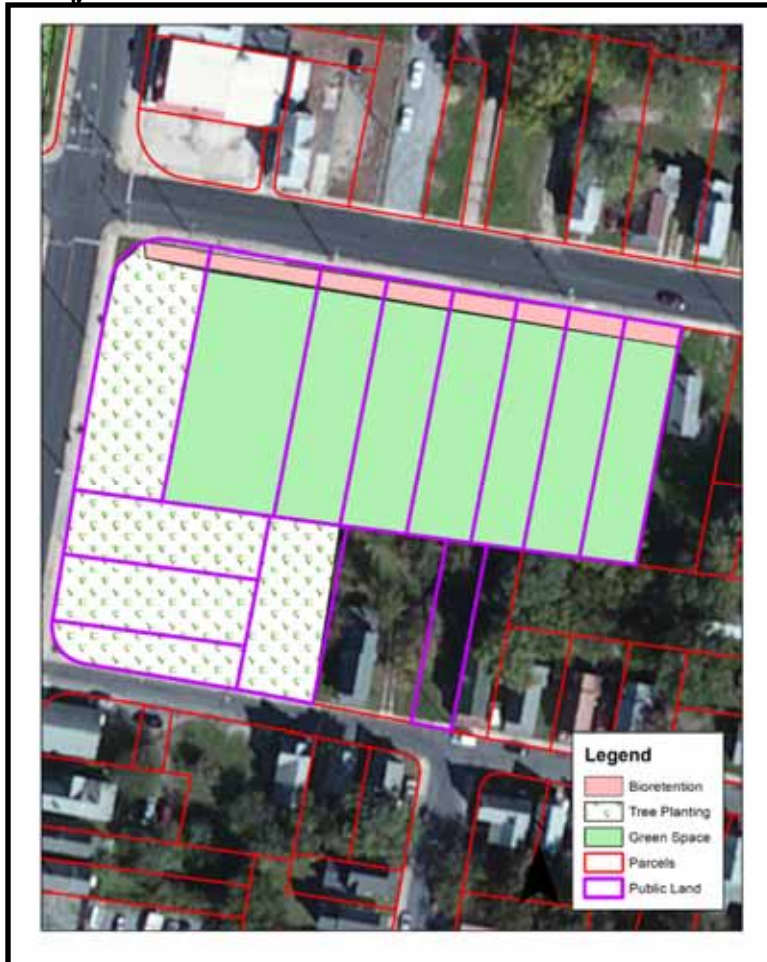 Legend
Bioretention
Tree Planting
Green Space
Parcels
Public Land